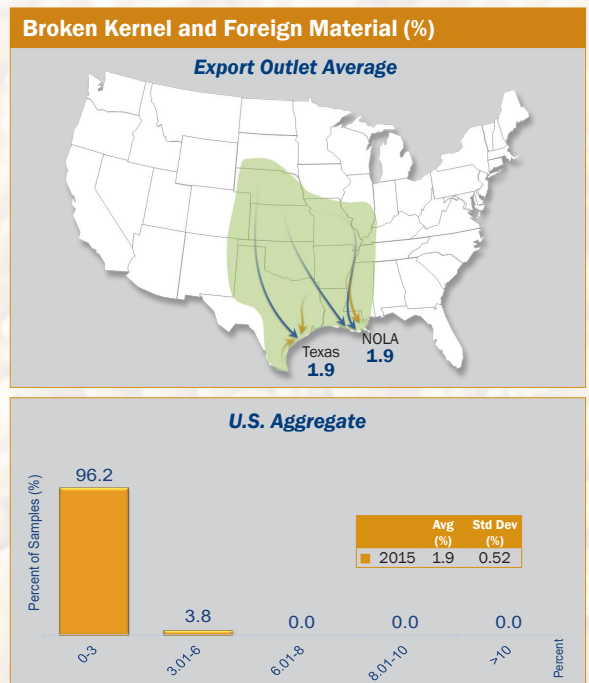 Broken Kernel and Foreign Material (%)
Export Outlet Average
Texas
1.9
NOLA
1.9
U.S. Aggregate
Percent of Samples (%)
96.2
3.8
0.0
0.0
0.0
Avg (%)
Std Dev (%)
2015 1.9 0.52
0-3
3.01-6
6.01-8
8.01-10
>10
Percent